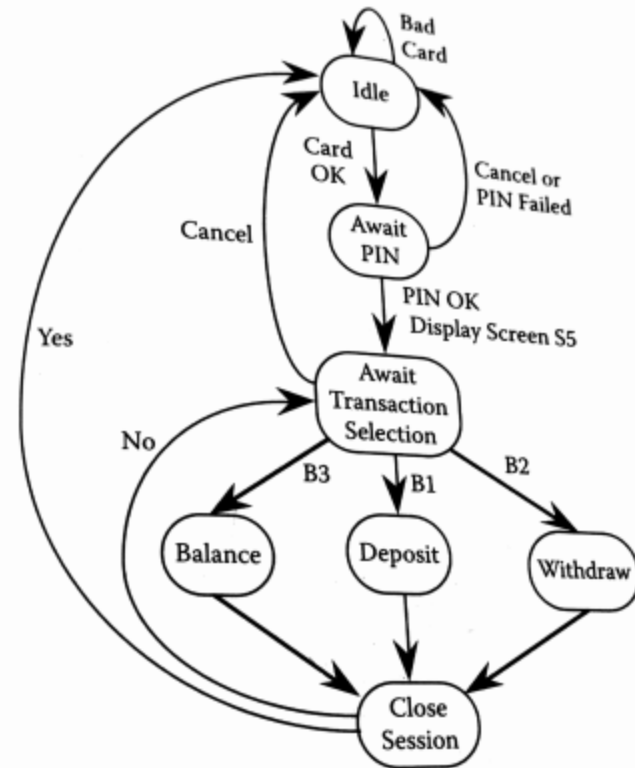 Bad
Card
Idle
Card
OK
Cancel or
PIN Failed
Await
PIN
Cancel
PIN OK
Display Screen S5
Yes
Await
Transaction
Selection
No
B3
B1
B2
Balance
Deposit
Withdraw
Close
Session